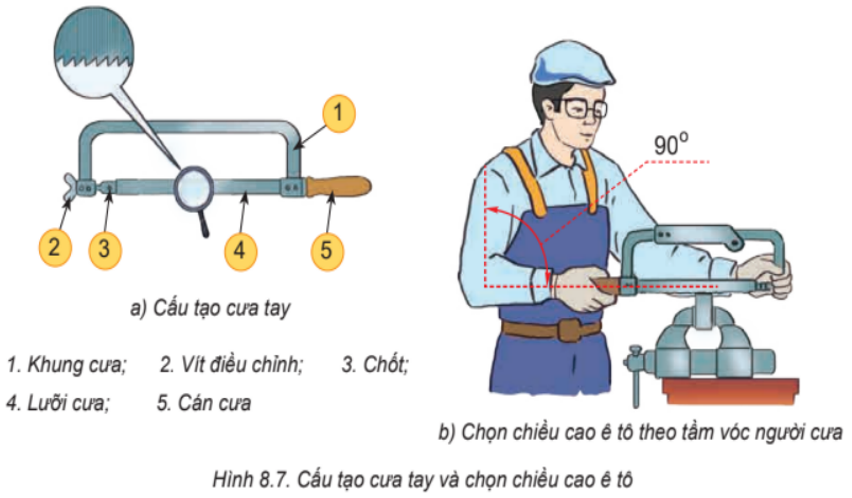 1
2
3
4
5
90º
a) Cấu tạo cưa tay
1. Khung cưa; 2. Vít điều chỉnh; 3. Chốt;
4. Lưỡi cưa; 5. Cán cưa
b) Chọn chiều cao ê tô theo tầm vóc người cưa
Hình 8.7. Cấu tạo cưa tay và chọn chiều cao ê tô